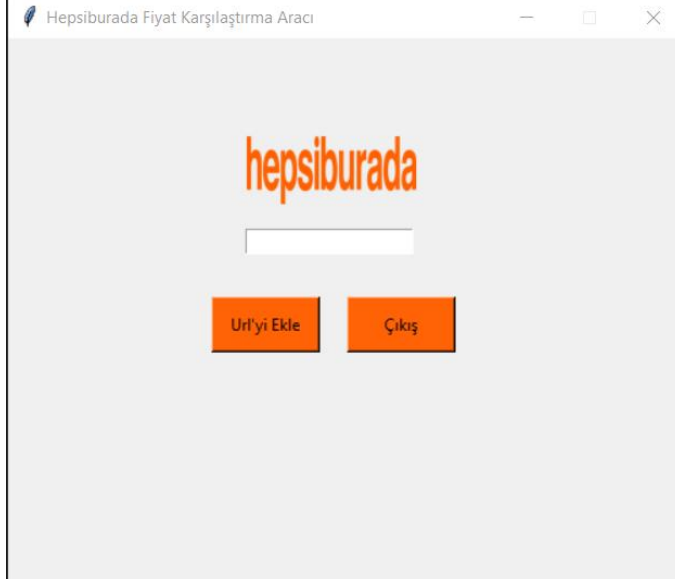 Hepsiburada Fiyat Karşılaştırma Aracı
hepsiburada
Url'yi Ekle
Çıkış